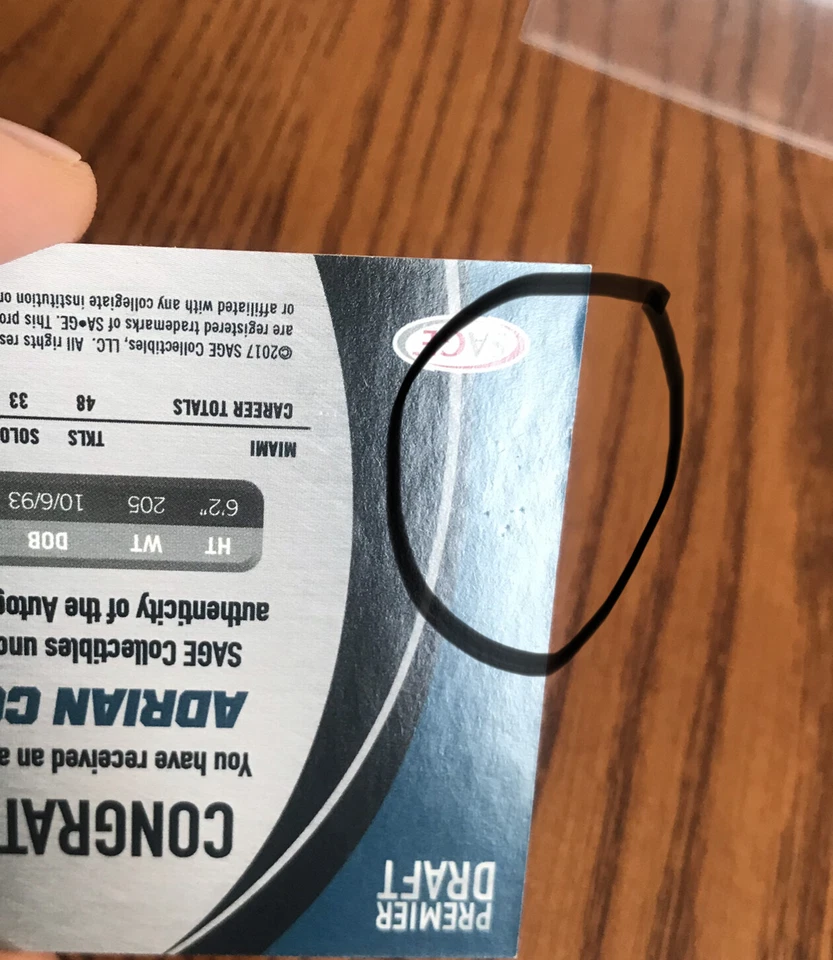 PREMIER
DRAFT
CONGRAT
You have received an a
ADRIAN CO
SAGE Collectibles und
authenticity of the Autog
HT WT DOB
6'2" 205 10/6/93
MIAMI TKLS SOLO
CAREER TOTALS 48 33
©2017 SAGE Collectibles, LLC. All rights res
are registered trademarks of SA•GE. This pro
or affiliated with any collegiate institution or
SAGE